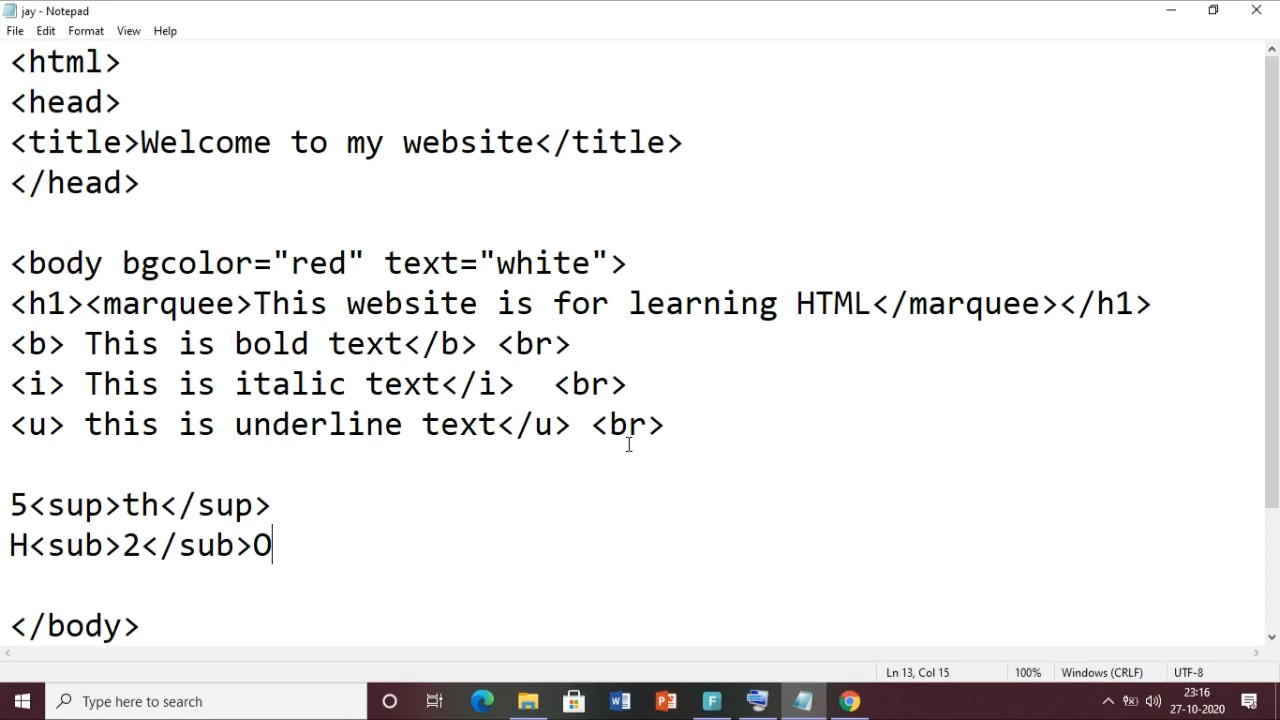 jay - Notepad
File Edit Format View Help
<html>
<head>
<title>Welcome to my website</title>
</head>
<body bgcolor="red" text="white">
<h1><marquee>This website is for learning HTML</marquee></h1>
<b> This is bold text</b> <br>
<i> This is italic text</i>  <br>
<u> this is underline text</u> <br>
5<sup>th</sup>
H<sub>2</sub>O
</body>
Ln 13, Col 15 100% Windows (CRLF) UTF-8
Type here to search
23:16
27-10-2020